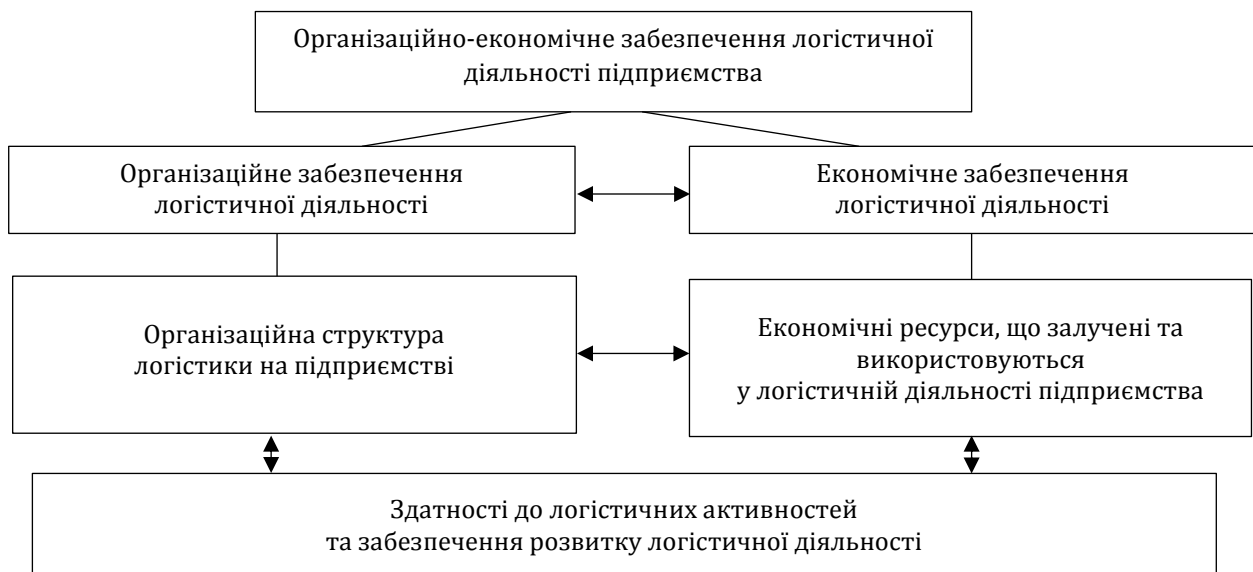 Організаційно-економічне забезпечення логістичної
діяльності підприємства
Організаційне забезпечення
логістичної діяльності
Економічне забезпечення
логістичної діяльності
Організаційна структура
логістики на підприємстві
Економічні ресурси, що залучені та
використовуються
у логістичній діяльності підприємства
Здатності до логістичних активностей
та забезпечення розвитку логістичної діяльності